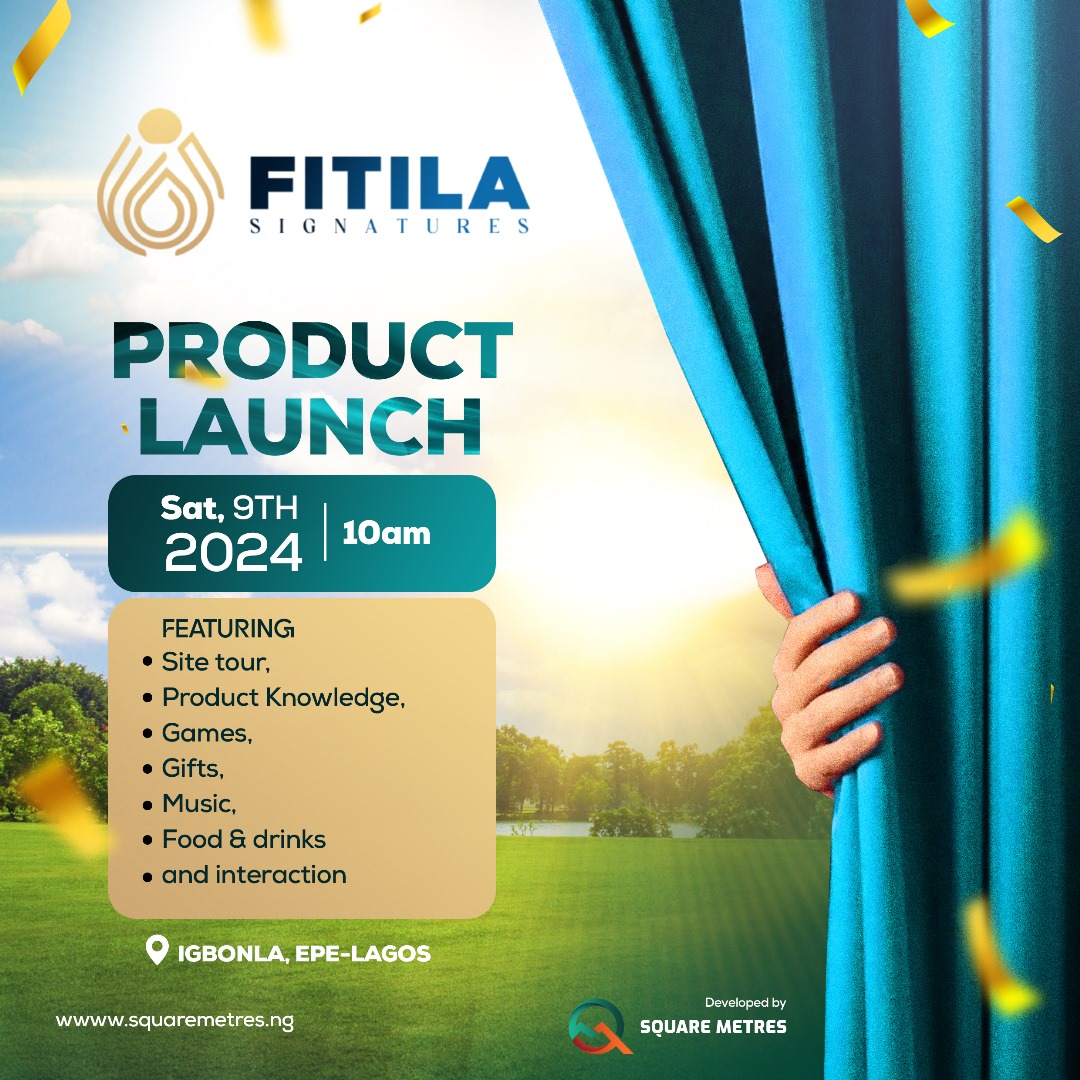 FITILA
SIGNATURES
PRODUCT
LAUNCH
Sat, 9TH
2024
10am
FEATURING
• Site tour,
• Product Knowledge,
• Games,
• Gifts,
• Music,
• Food & drinks
• and interaction
IGBONLA, EPE-LAGOS
wwww.squaremetres.ng
Developed by
SQUARE METRES